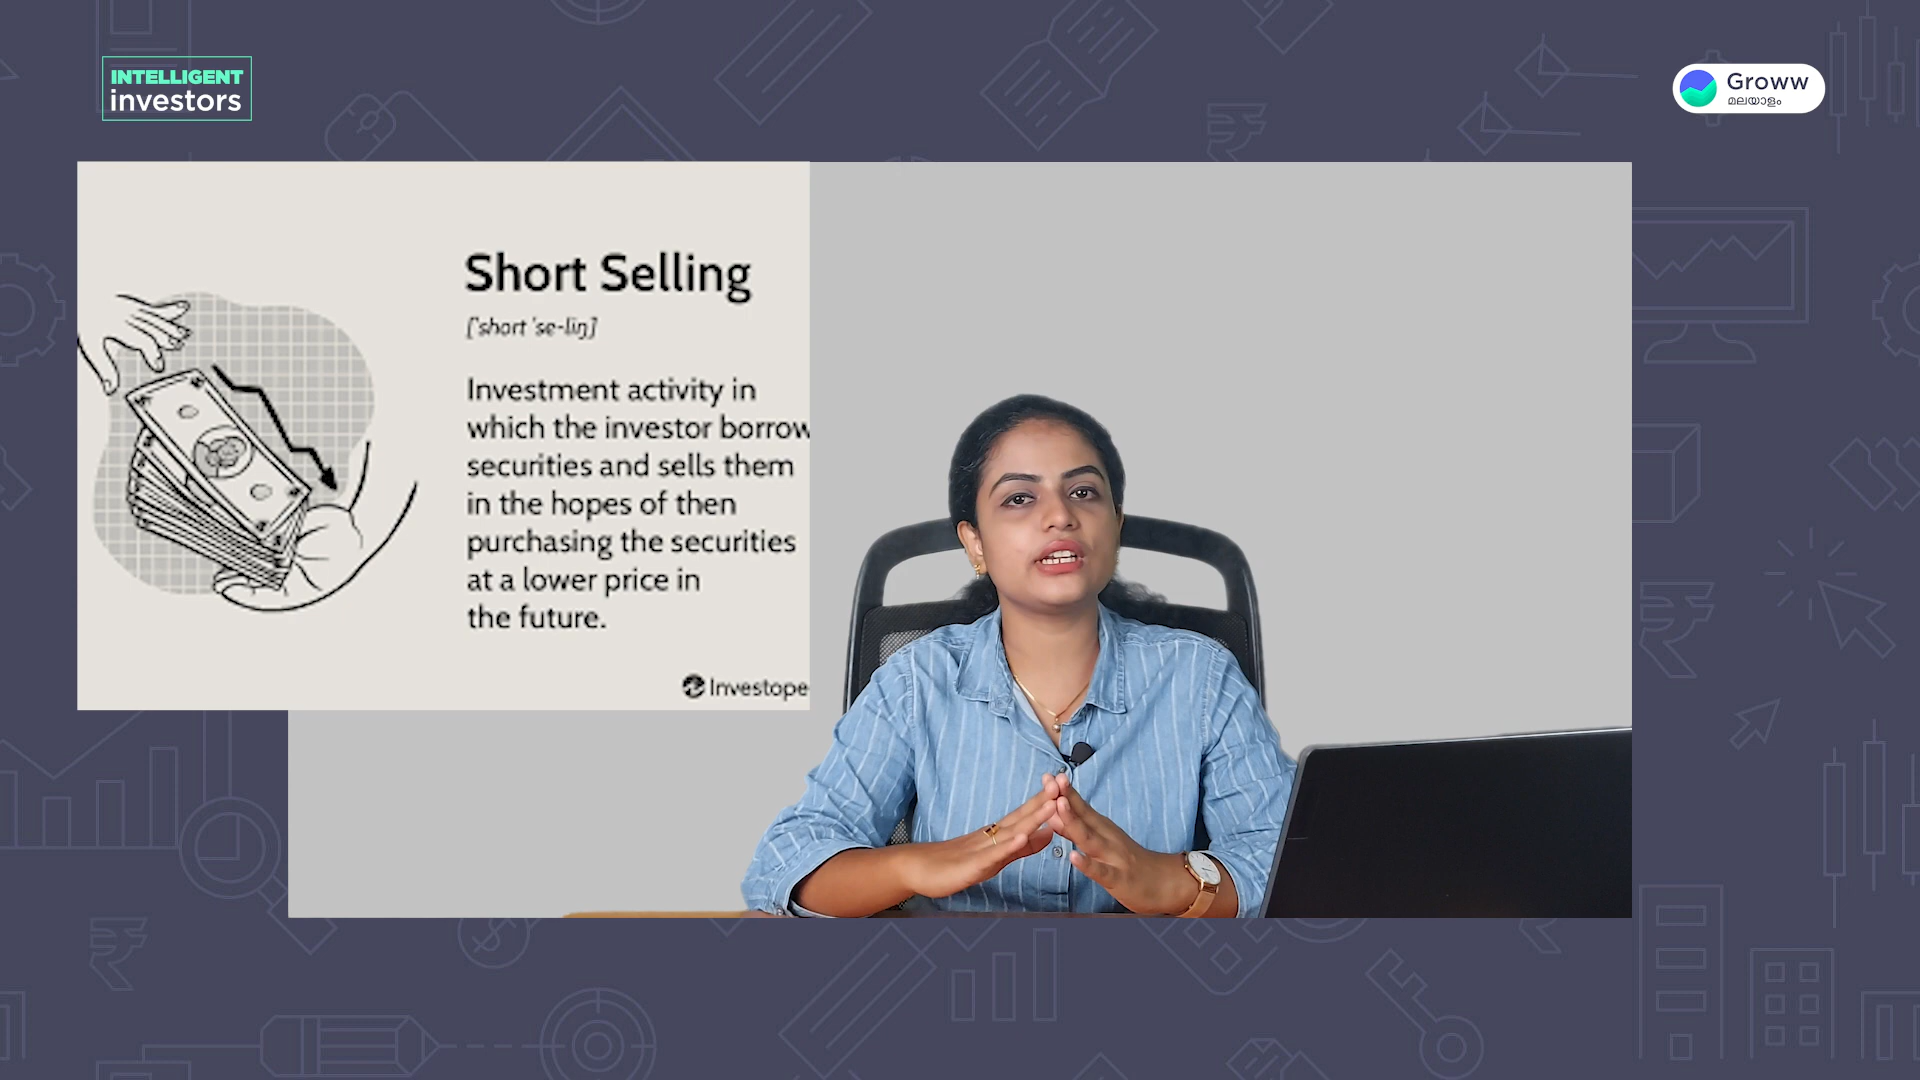 INTELLIGENT
investors
Groww
മലയാളം
Short Selling
['short 'se-liŋ]
Investment activity in
which the investor borrow
securities and sells them
in the hopes of then
purchasing the securities
at a lower price in
the future.
Investope